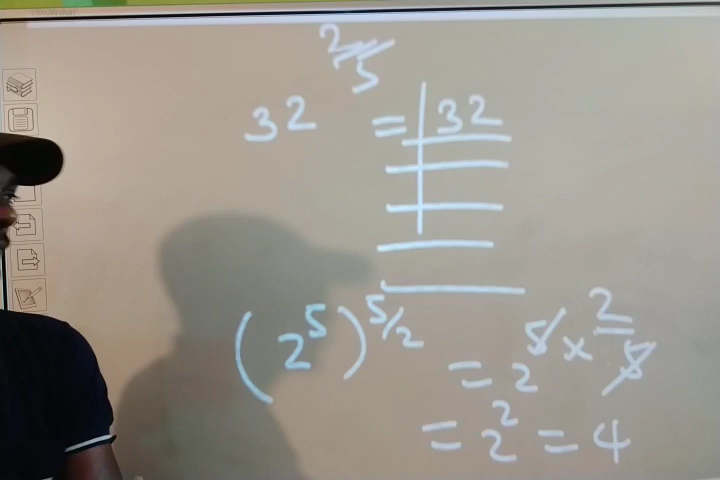 32^(2/5) = 32
(2^5)^(5/2) = 2^(5 × 2/5)
= 2^2 = 4